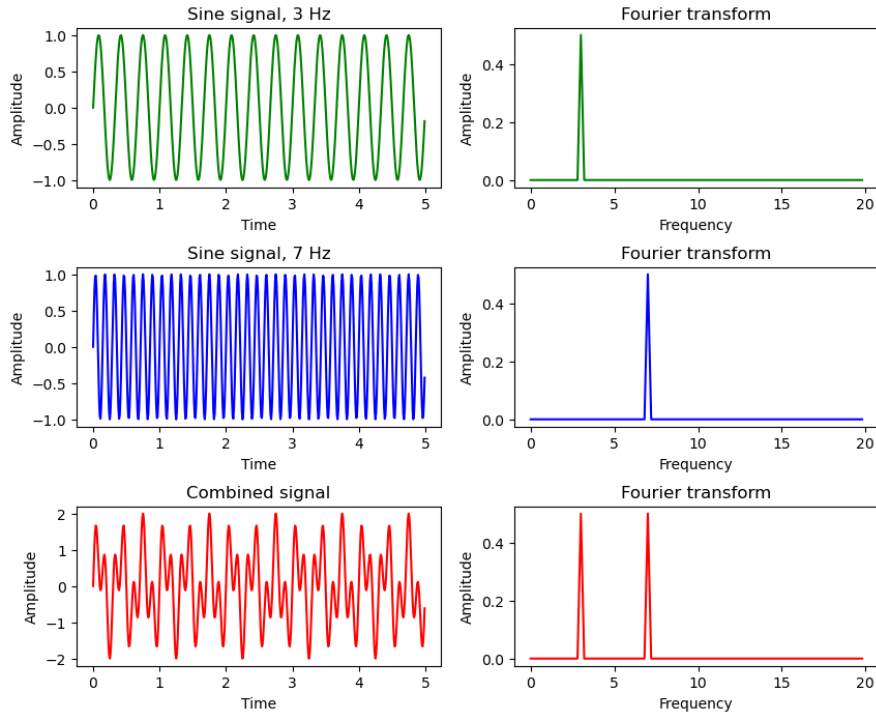 Sine signal, 3 Hz
Amplitude
1.0
0.5
0.0
−0.5
−1.0
0 1 2 3 4 5
Time
Fourier transform
Amplitude
0.4
0.2
0.0
0 5 10 15 20
Frequency
Sine signal, 7 Hz
Amplitude
1.0
0.5
0.0
−0.5
−1.0
0 1 2 3 4 5
Time
Fourier transform
Amplitude
0.4
0.2
0.0
0 5 10 15 20
Frequency
Combined signal
Amplitude
2
1
0
−1
−2
0 1 2 3 4 5
Time
Fourier transform
Amplitude
0.4
0.2
0.0
0 5 10 15 20
Frequency